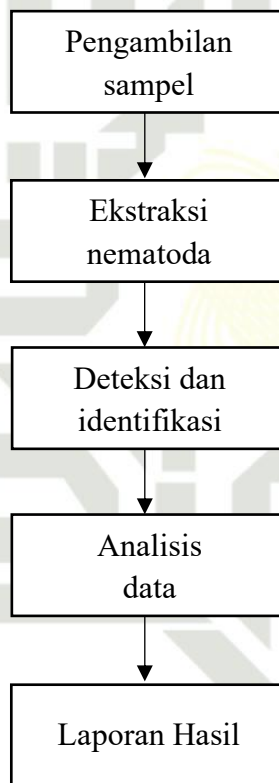 Pengambilan
sampel
Ekstraksi
nematoda
Deteksi dan
identifikasi
Analisis
data
Laporan Hasil